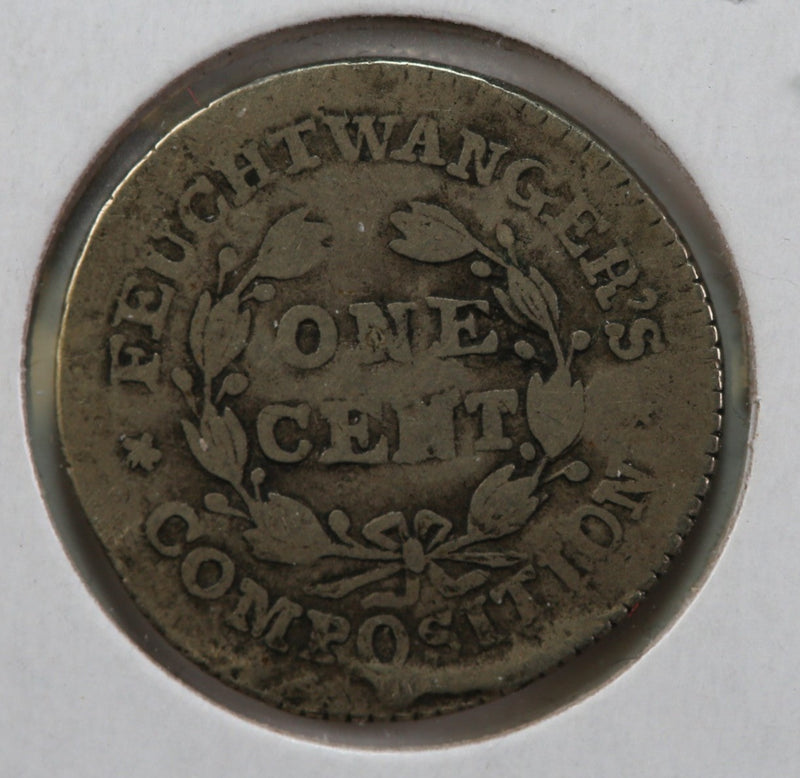 FEUCHTWANGER'S
ONE
CENT
COMPOSITION